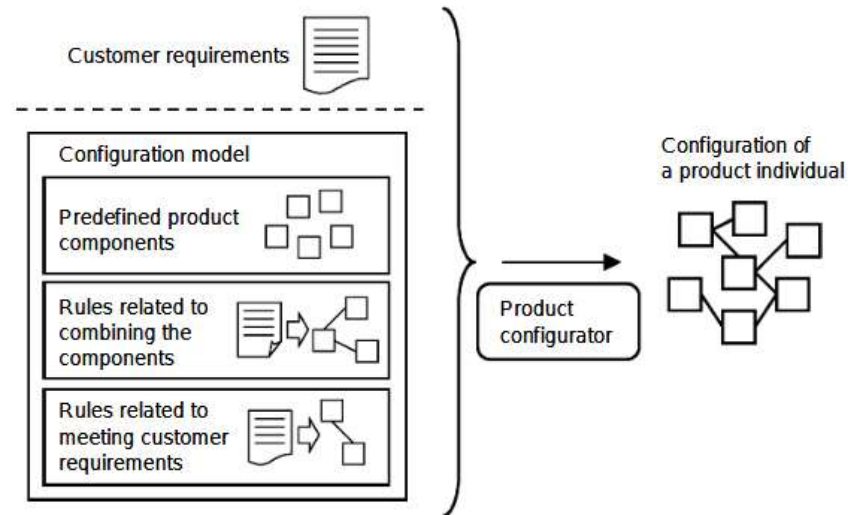 Customer requirements
Configuration model
Predefined product
components
Rules related to
combining the
components
Rules related to
meeting customer
requirements
Product
configurator
Configuration of
a product individual